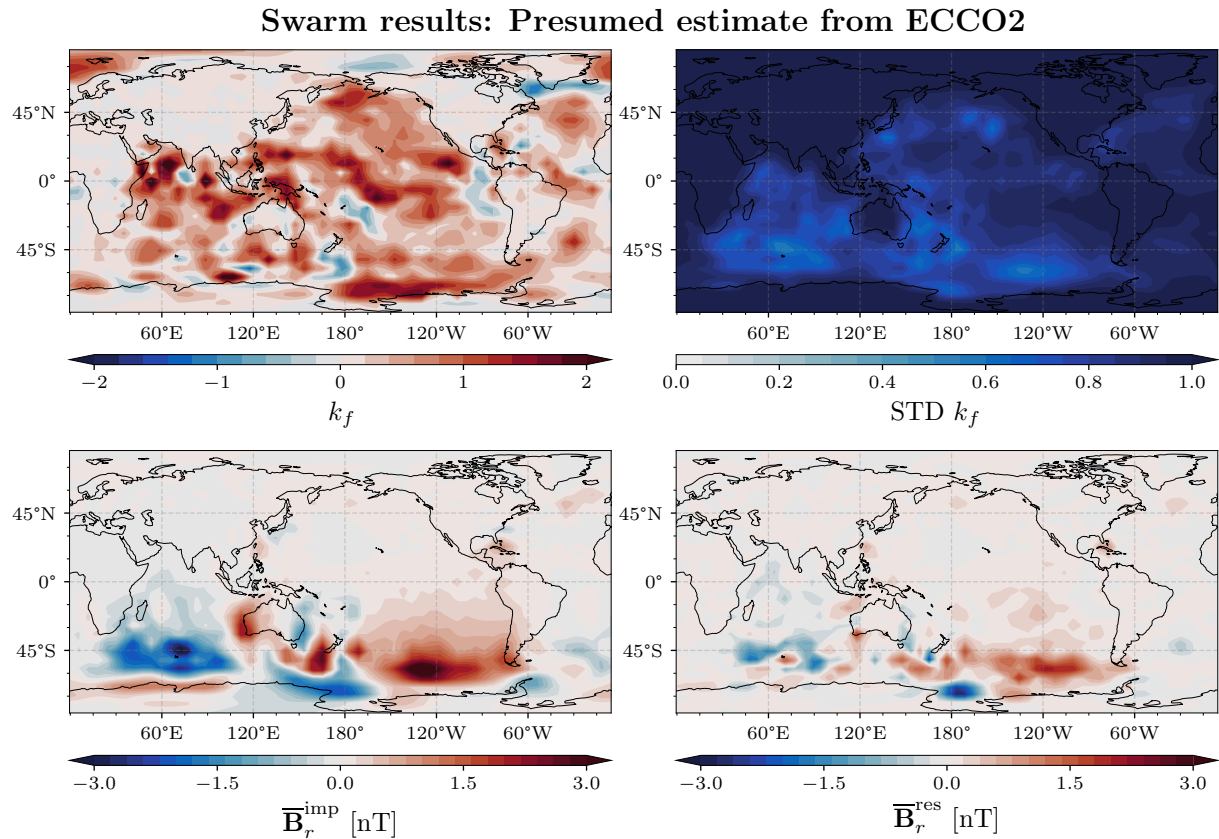 Swarm results: Presumed estimate from ECCO2
45°N
0°
45°S
60°E 120°E 180° 120°W 60°W
−2 −1 0 1 2
k_f
45°N
0°
45°S
60°E 120°E 180° 120°W 60°W
0.0 0.2 0.4 0.6 0.8 1.0
STD k_f
45°N
0°
45°S
60°E 120°E 180° 120°W 60°W
−3.0 −1.5 0.0 1.5 3.0
B̅_r^imp [nT]
45°N
0°
45°S
60°E 120°E 180° 120°W 60°W
−3.0 −1.5 0.0 1.5 3.0
B̅_r^res [nT]